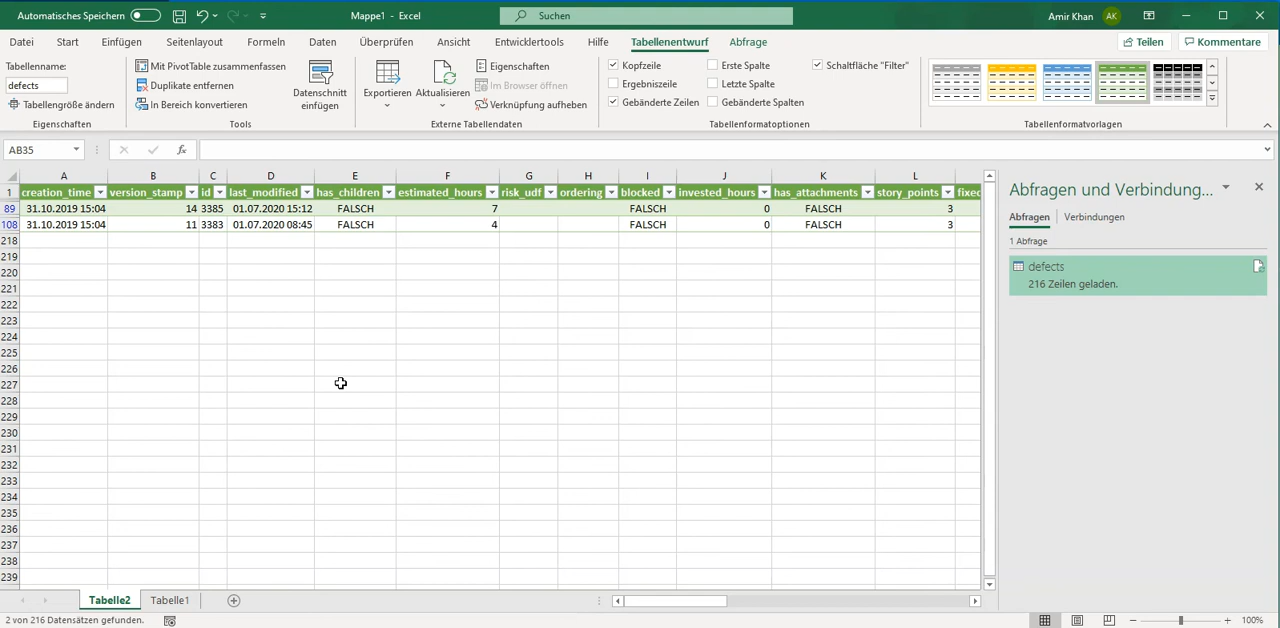 Automatisches Speichern
Mappe1 - Excel
Suchen
Amir Khan AK
Datei Start Einfügen Seitenlayout Formeln Daten Überprüfen Ansicht Entwicklertools Hilfe Tabellenentwurf Abfrage Teilen Kommentare
Tabellenname:
defects
Tabellengröße ändern
Eigenschaften
Mit PivotTable zusammenfassen
Duplikate entfernen
In Bereich konvertieren
Datenschnitt
einfügen
Tools
Exportieren
Aktualisieren
Eigenschaften
Im Browser öffnen
Verknüpfung aufheben
Externe Tabellendaten
Kopfzeile
Ergebniszeile
Gebänderte Zeilen
Erste Spalte
Letzte Spalte
Gebänderte Spalten
Schaltfläche "Filter"
Tabellenformatoptionen
Tabellenformatvorlagen
AB35
fx
A B C D E F G H I J K L
1 creation_time version_stamp id last_modified has_children estimated_hours risk_udf ordering blocked invested_hours has_attachments story_points fixed
89 31.10.2019 15:04 14 3385 01.07.2020 15:12 FALSCH 7 FALSCH 0 FALSCH 3
108 31.10.2019 15:04 11 3383 01.07.2020 08:45 FALSCH 4 FALSCH 0 FALSCH 3
218
219
220
221
222
223
224
225
226
227
228
229
230
231
232
233
234
235
236
237
238
239
Abfragen und Verbindung...
Abfragen Verbindungen
1 Abfrage
defects
216 Zeilen geladen.
Tabelle2 Tabelle1
2 von 216 Datensätzen gefunden.
100%